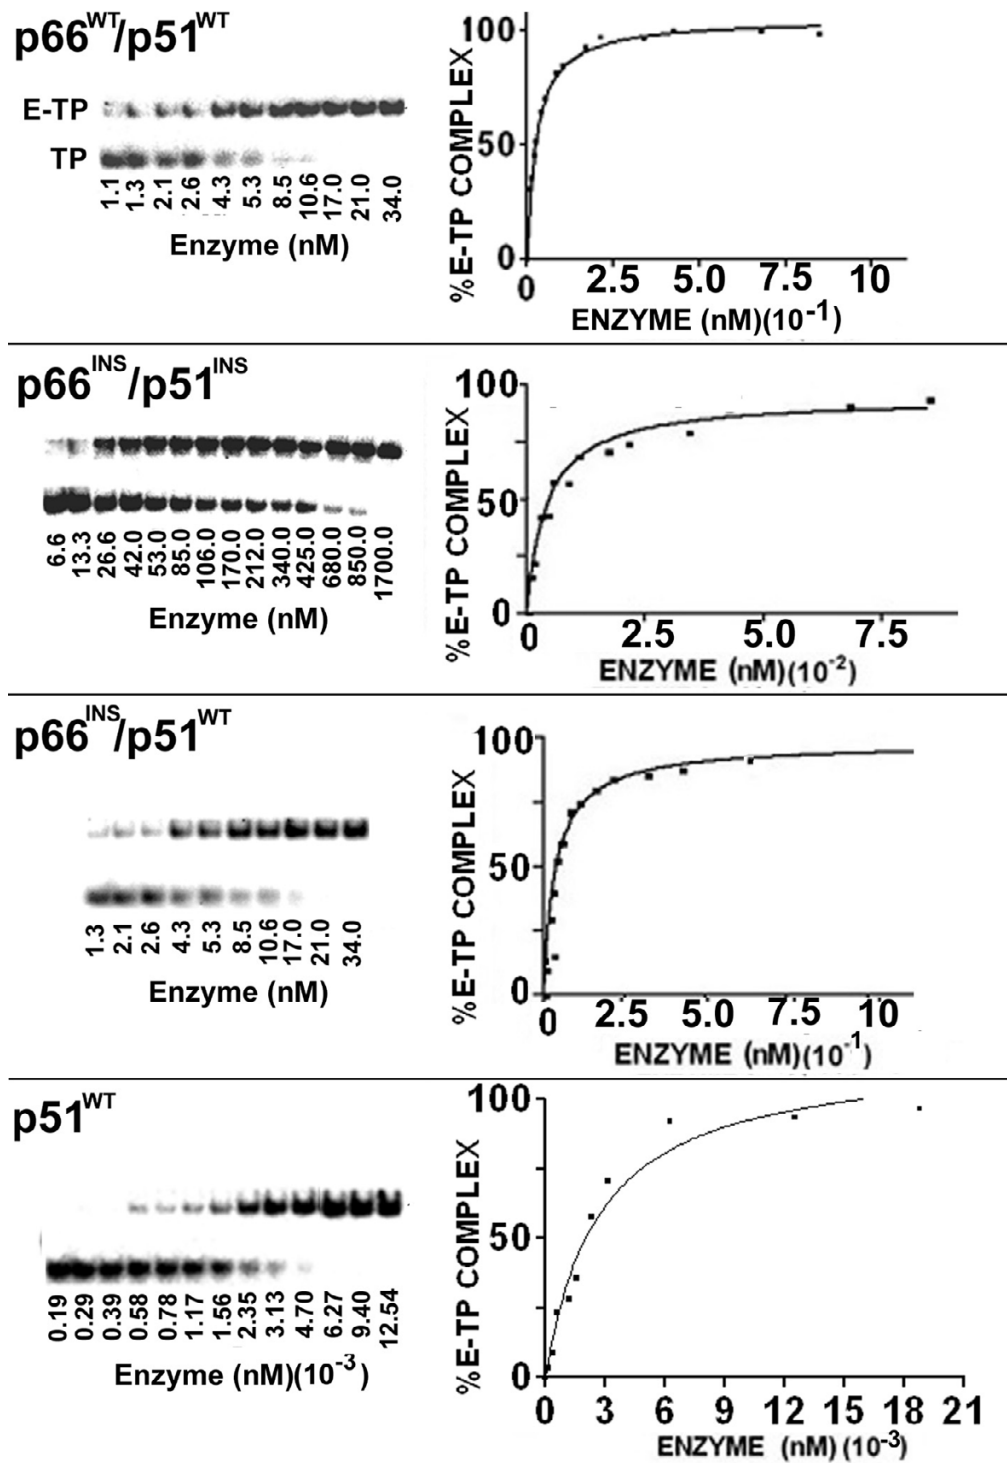 p66WT/p51WT
E-TP
TP
1.1 1.3 2.1 2.6 4.3 5.3 8.5 10.6 17.0 21.0 34.0
Enzyme (nM)
%E-TP COMPLEX
100
50
0
0 2.5 5.0 7.5 10
ENZYME (nM)(10-1)
p66INS/p51INS
6.6 13.3 26.6 42.0 53.0 85.0 106.0 170.0 212.0 340.0 425.0 680.0 850.0 1700.0
Enzyme (nM)
%E-TP COMPLEX
100
50
0
0 2.5 5.0 7.5
ENZYME (nM)(10-2)
p66INS/p51WT
1.3 2.1 2.6 4.3 5.3 8.5 10.6 17.0 21.0 34.0
Enzyme (nM)
%E-TP COMPLEX
100
50
0
0 2.5 5.0 7.5 10
ENZYME (nM)(10-1)
p51WT
0.19 0.29 0.39 0.58 0.78 1.17 1.56 2.35 3.13 4.70 6.27 9.40 12.54
Enzyme (nM)(10-3)
%E-TP COMPLEX
100
50
0
0 3 6 9 12 15 18 21
ENZYME (nM)(10-3)